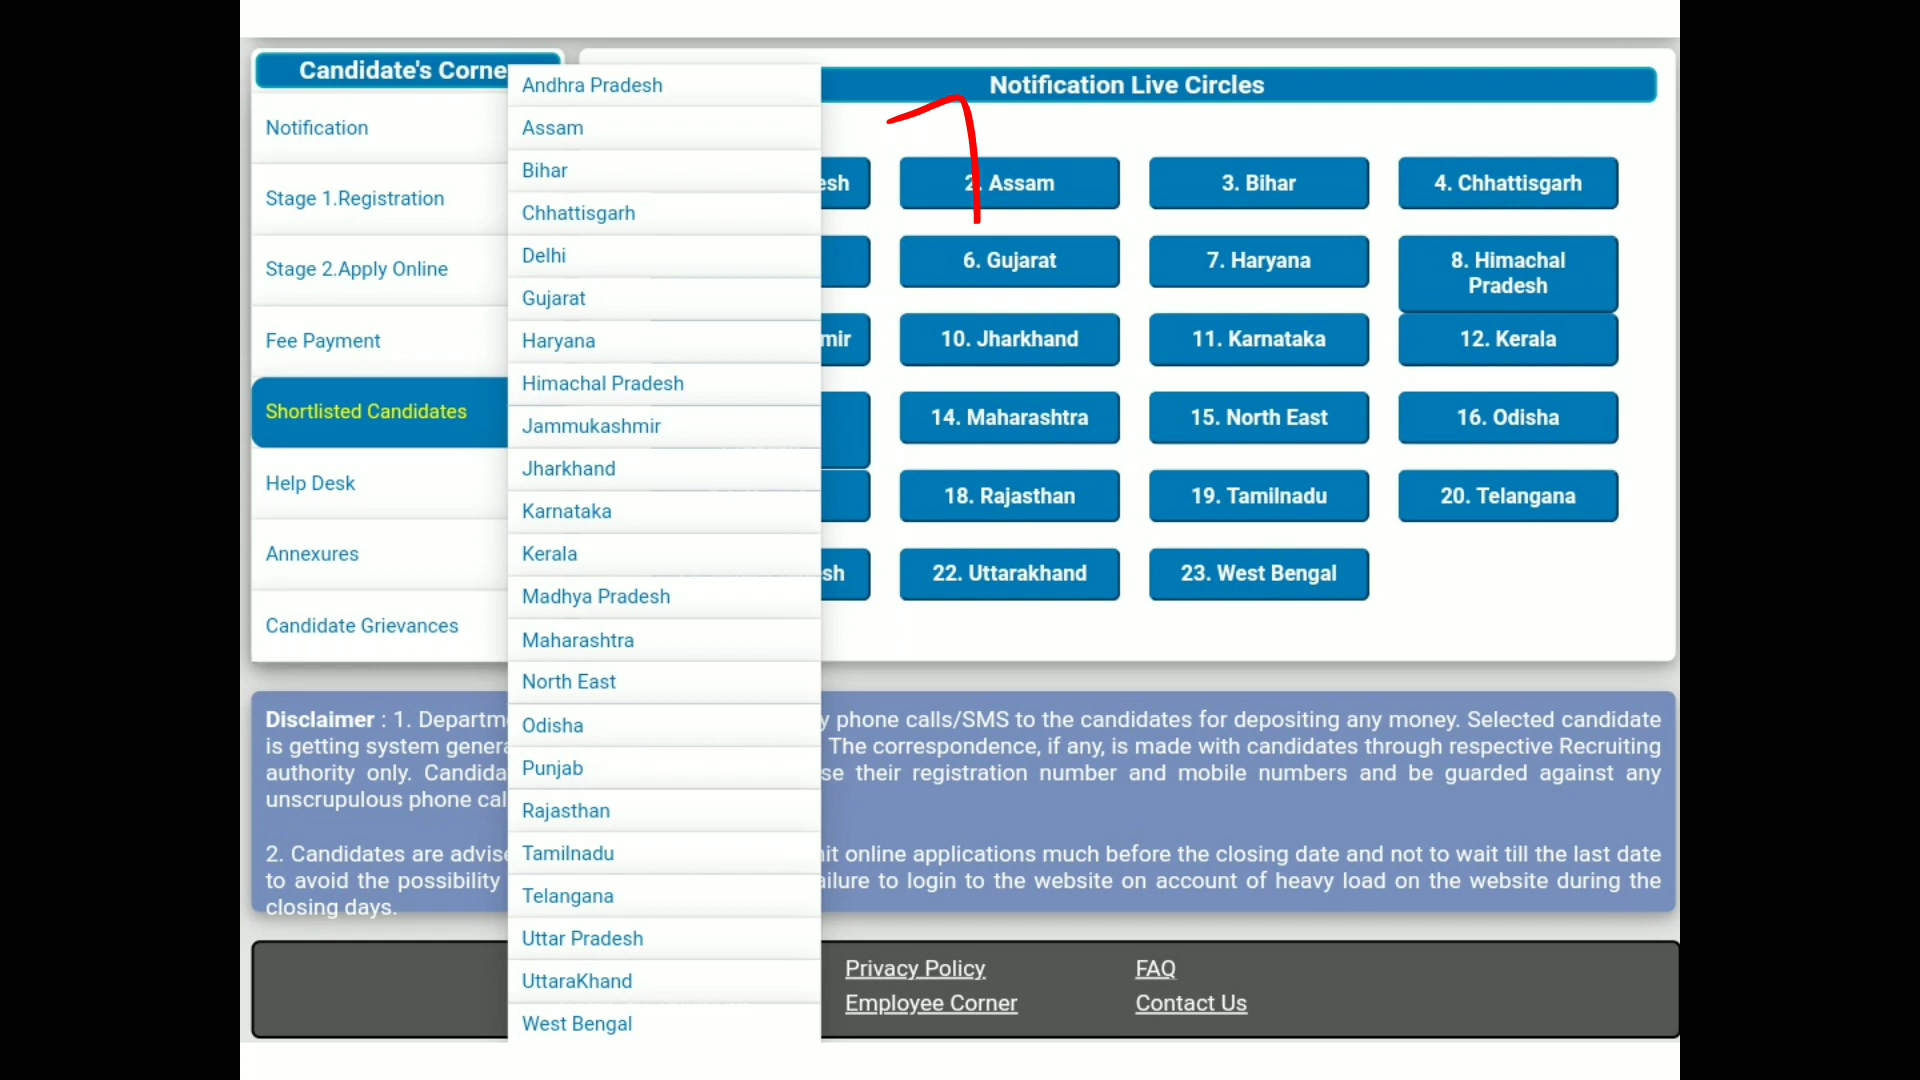 Candidate's Corne
Notification
Stage 1.Registration
Stage 2.Apply Online
Fee Payment
Shortlisted Candidates
Help Desk
Annexures
Candidate Grievances
Andhra Pradesh
Assam
Bihar
Chhattisgarh
Delhi
Gujarat
Haryana
Himachal Pradesh
Jammukashmir
Jharkhand
Karnataka
Kerala
Madhya Pradesh
Maharashtra
North East
Odisha
Punjab
Rajasthan
Tamilnadu
Telangana
Uttar Pradesh
UttaraKhand
West Bengal
Notification Live Circles
esh 2. Assam 3. Bihar 4. Chhattisgarh
6. Gujarat 7. Haryana 8. Himachal
Pradesh
mir 10. Jharkhand 11. Karnataka 12. Kerala
14. Maharashtra 15. North East 16. Odisha
18. Rajasthan 19. Tamilnadu 20. Telangana
sh 22. Uttarakhand 23. West Bengal
Disclaimer : 1. Departm y phone calls/SMS to the candidates for depositing any money. Selected candidate
is getting system genera The correspondence, if any, is made with candidates through respective Recruiting
authority only. Candida se their registration number and mobile numbers and be guarded against any
unscrupulous phone cal
2. Candidates are advise it online applications much before the closing date and not to wait till the last date
to avoid the possibility ailure to login to the website on account of heavy load on the website during the
closing days.
Privacy Policy FAQ
Employee Corner Contact Us